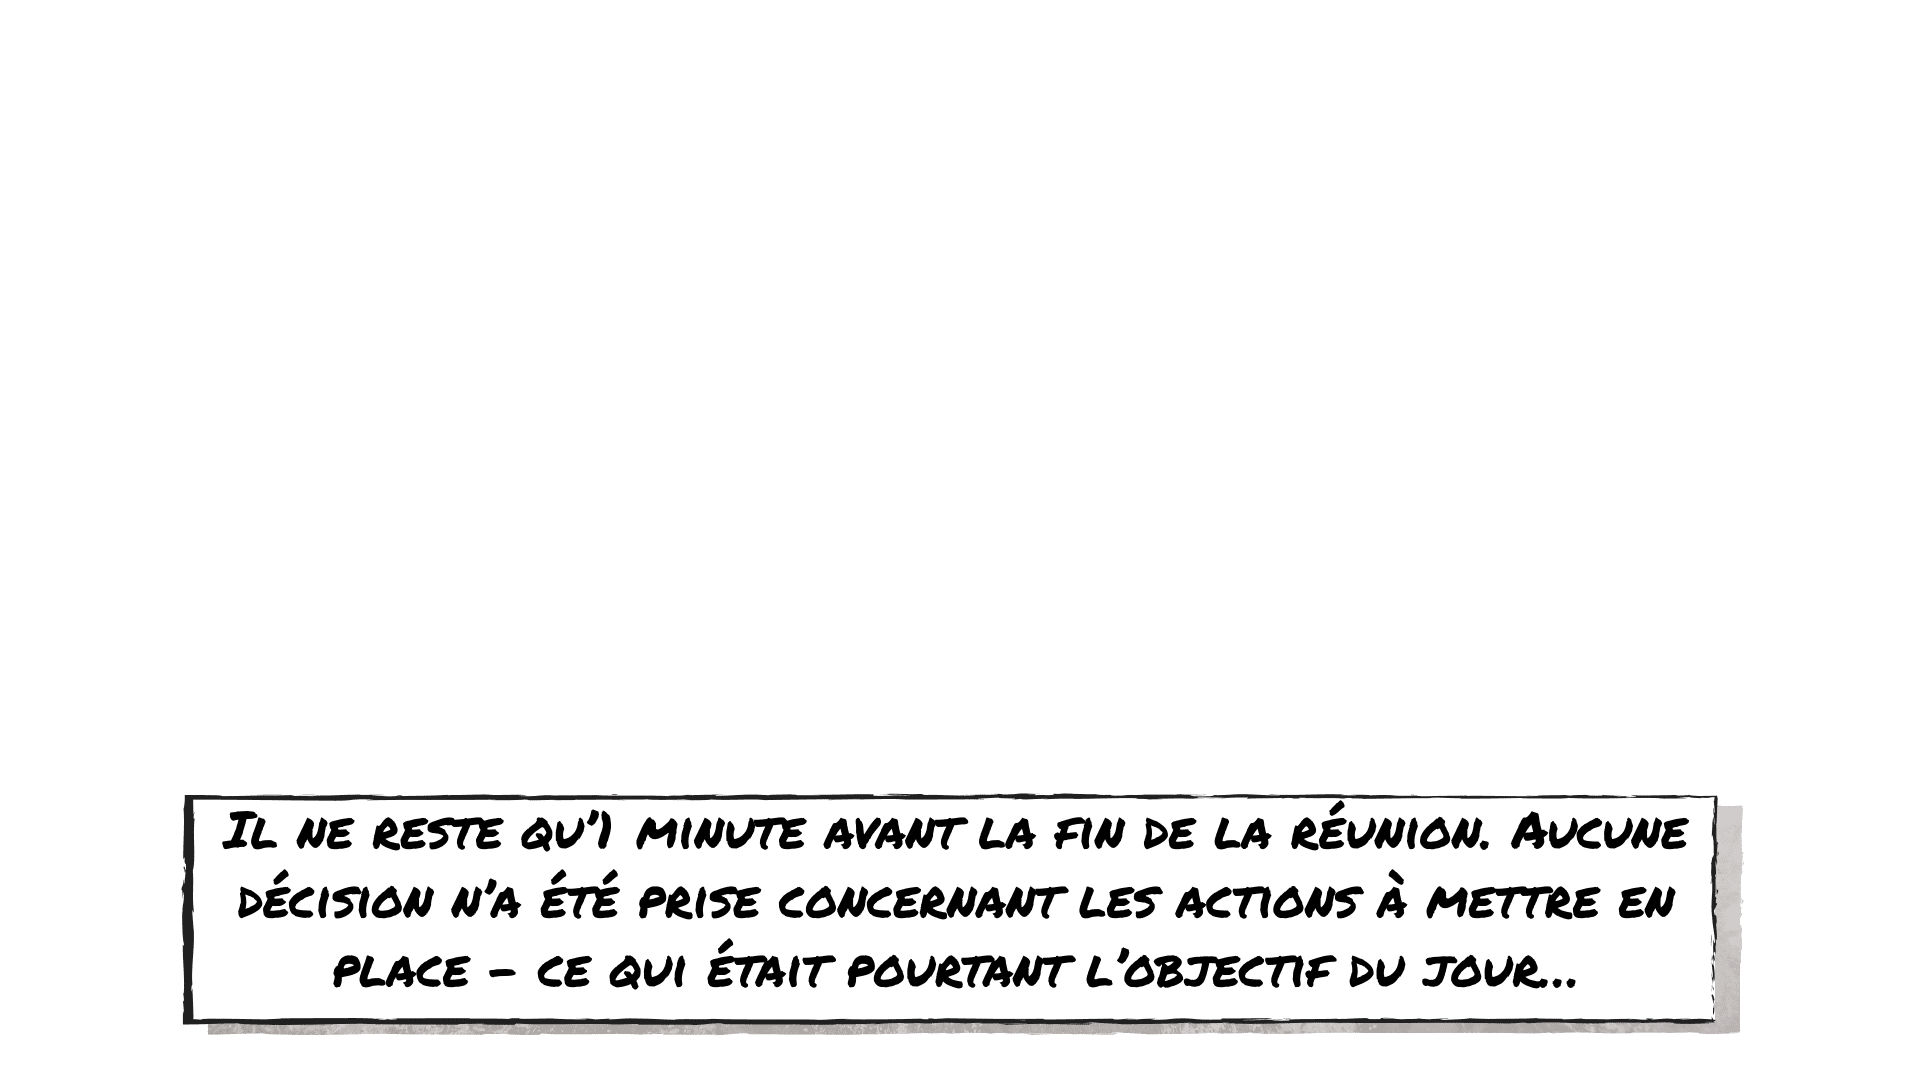 Il ne reste qu'1 minute avant la fin de la réunion. Aucune
décision n'a été prise concernant les actions à mettre en
place – ce qui était pourtant l'objectif du jour...